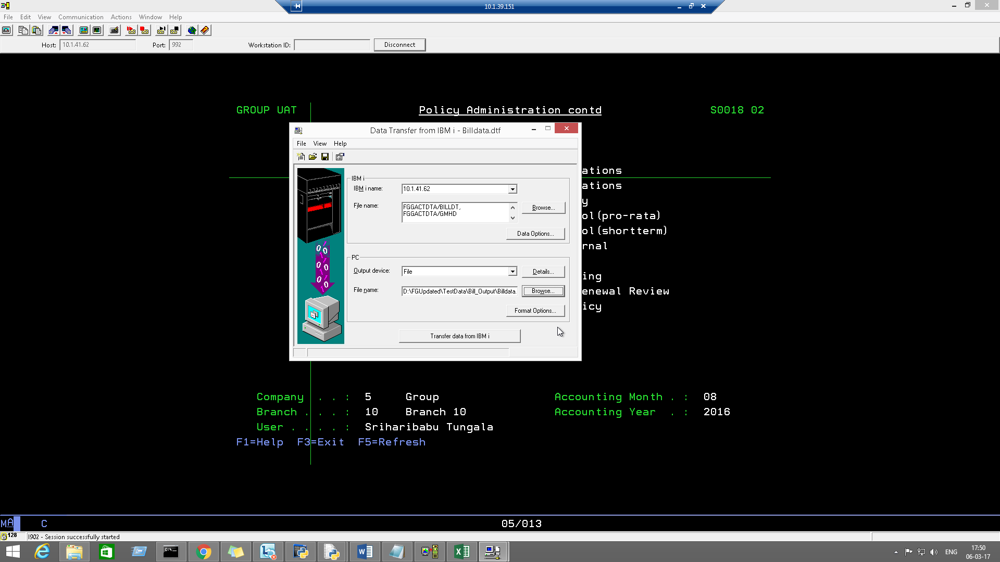 10.1.39.151
File Edit View Communication Actions Window Help
Host: 10.1.41.62 Port: 992 Workstation ID: Disconnect
GROUP UAT Policy Administration contd S0018 02
Data Transfer from IBM i - Billdata.dtf
File View Help
IBM i
IBM i name: 10.1.41.62
File name: FGGACTDTA/BILLDT,
FGGACTDTA/GMHD
Browse...
Data Options...
PC
Output device: File Details...
File name: D:\FGUpdated\TestData\Bill_Output\Billdata. Browse...
Format Options...
Transfer data from IBM i
ations
ations
y
ol(pro-rata)
ol(shortterm)
rnal
ing
enewal Review
icy
Company . . : 5 Group Accounting Month . : 08
Branch . . . : 10 Branch 10 Accounting Year . : 2016
User . . . . : Sriharibabu Tungala
F1=Help F3=Exit F5=Refresh
MA C 05/013
128 I902 - Session successfully started
ENG
17:50
06-03-17